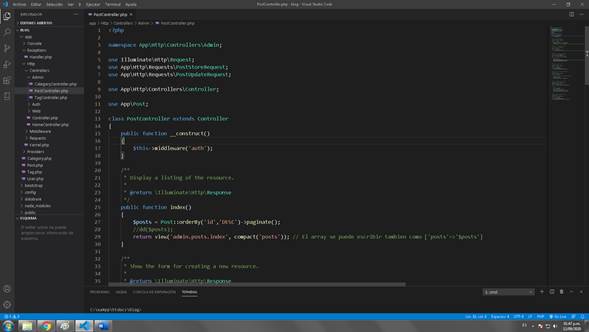 Archivo Editar Selección Ver Ir Ejecutar Terminal Ayuda
PostController.php - blog - Visual Studio Code
EXPLORADOR
PostController.php
EDITORES ABIERTOS
app > Http > Controllers > Admin > PostController.php
BLOG
app
Console
Exceptions
Handler.php
Http
Controllers
Admin
CategoryController.php
PostController.php
TagController.php
Auth
Web
Controller.php
HomeController.php
Middleware
Requests
Kernel.php
Providers
Category.php
Post.php
Tag.php
User.php
bootstrap
config
database
node_modules
public
ESQUEMA
1 <?php
2
3 namespace App\Http\Controllers\Admin;
4
5 use Illuminate\Http\Request;
6 use App\Http\Requests\PostStoreRequest;
7 use App\Http\Requests\PostUpdateRequest;
8
9 use App\Http\Controllers\Controller;
10
11 use App\Post;
12
13 class PostController extends Controller
14 {
15 public function __construct()
16 {
17 $this->middleware('auth');
18 }
19
20 /**
21 * Display a listing of the resource.
22 *
23 * @return \Illuminate\Http\Response
24 */
25 public function index()
26 {
27 $posts = Post::orderBy('id','DESC')->paginate();
28 //dd($posts);
29 return view('admin.posts.index', compact('posts')); // El array se puede escribir tambien como ['posts'=>'$posts']
30 }
31
32 /**
33 * Show the form for creating a new resource.
34 *
35 * @return \Illuminate\Http\Response
PROBLEMAS SALIDA CONSOLA DE DEPURACIÓN TERMINAL
1: cmd
C:\xampp\htdocs\blog>
UTF-8 PHP Go Live
ES